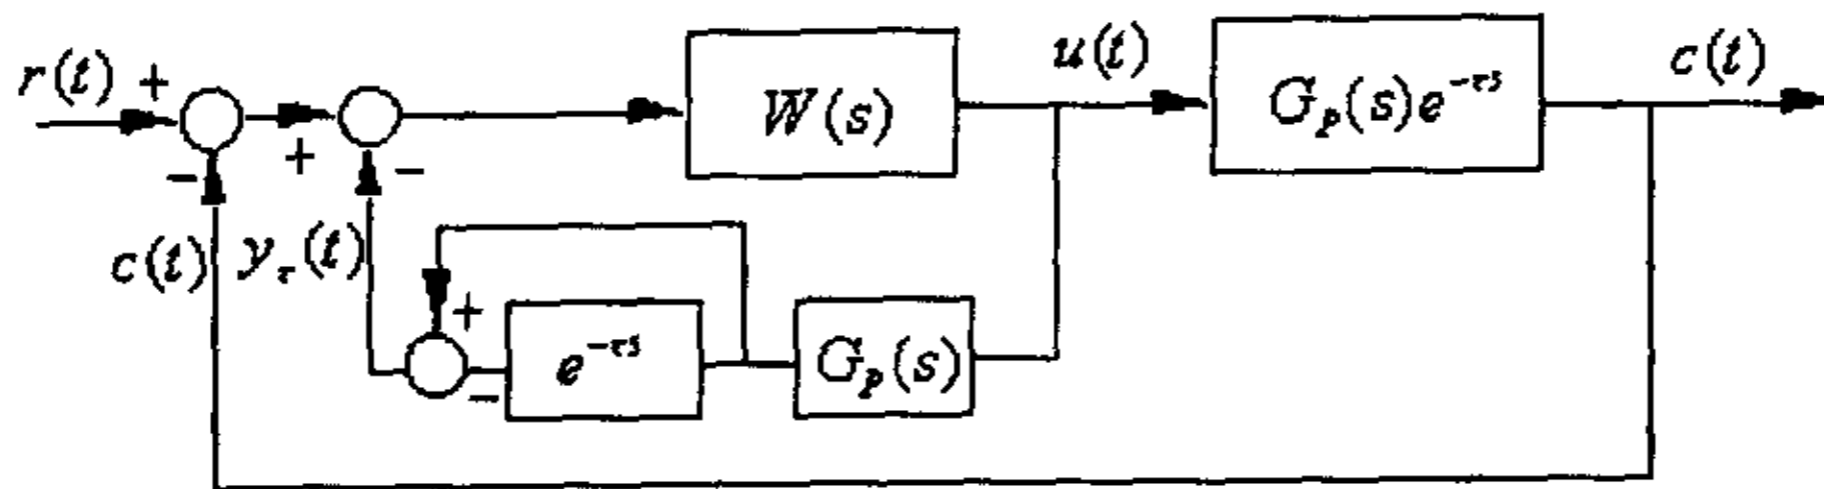 r(t)
+
-
+
+
-
W(s)
u(t)
G_p(s)e^{-τs}
c(t)
c(t)
y_τ(t)
+
-
e^{-τs}
G_p(s)